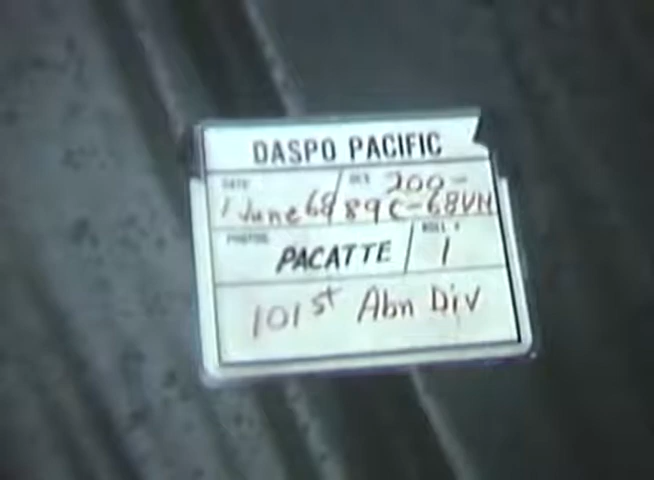 DASPO PACIFIC
DATE
200-
1 June 68 89C-68VN
PHOTOG ROLL #
PACATTE 1
101st Abn Div